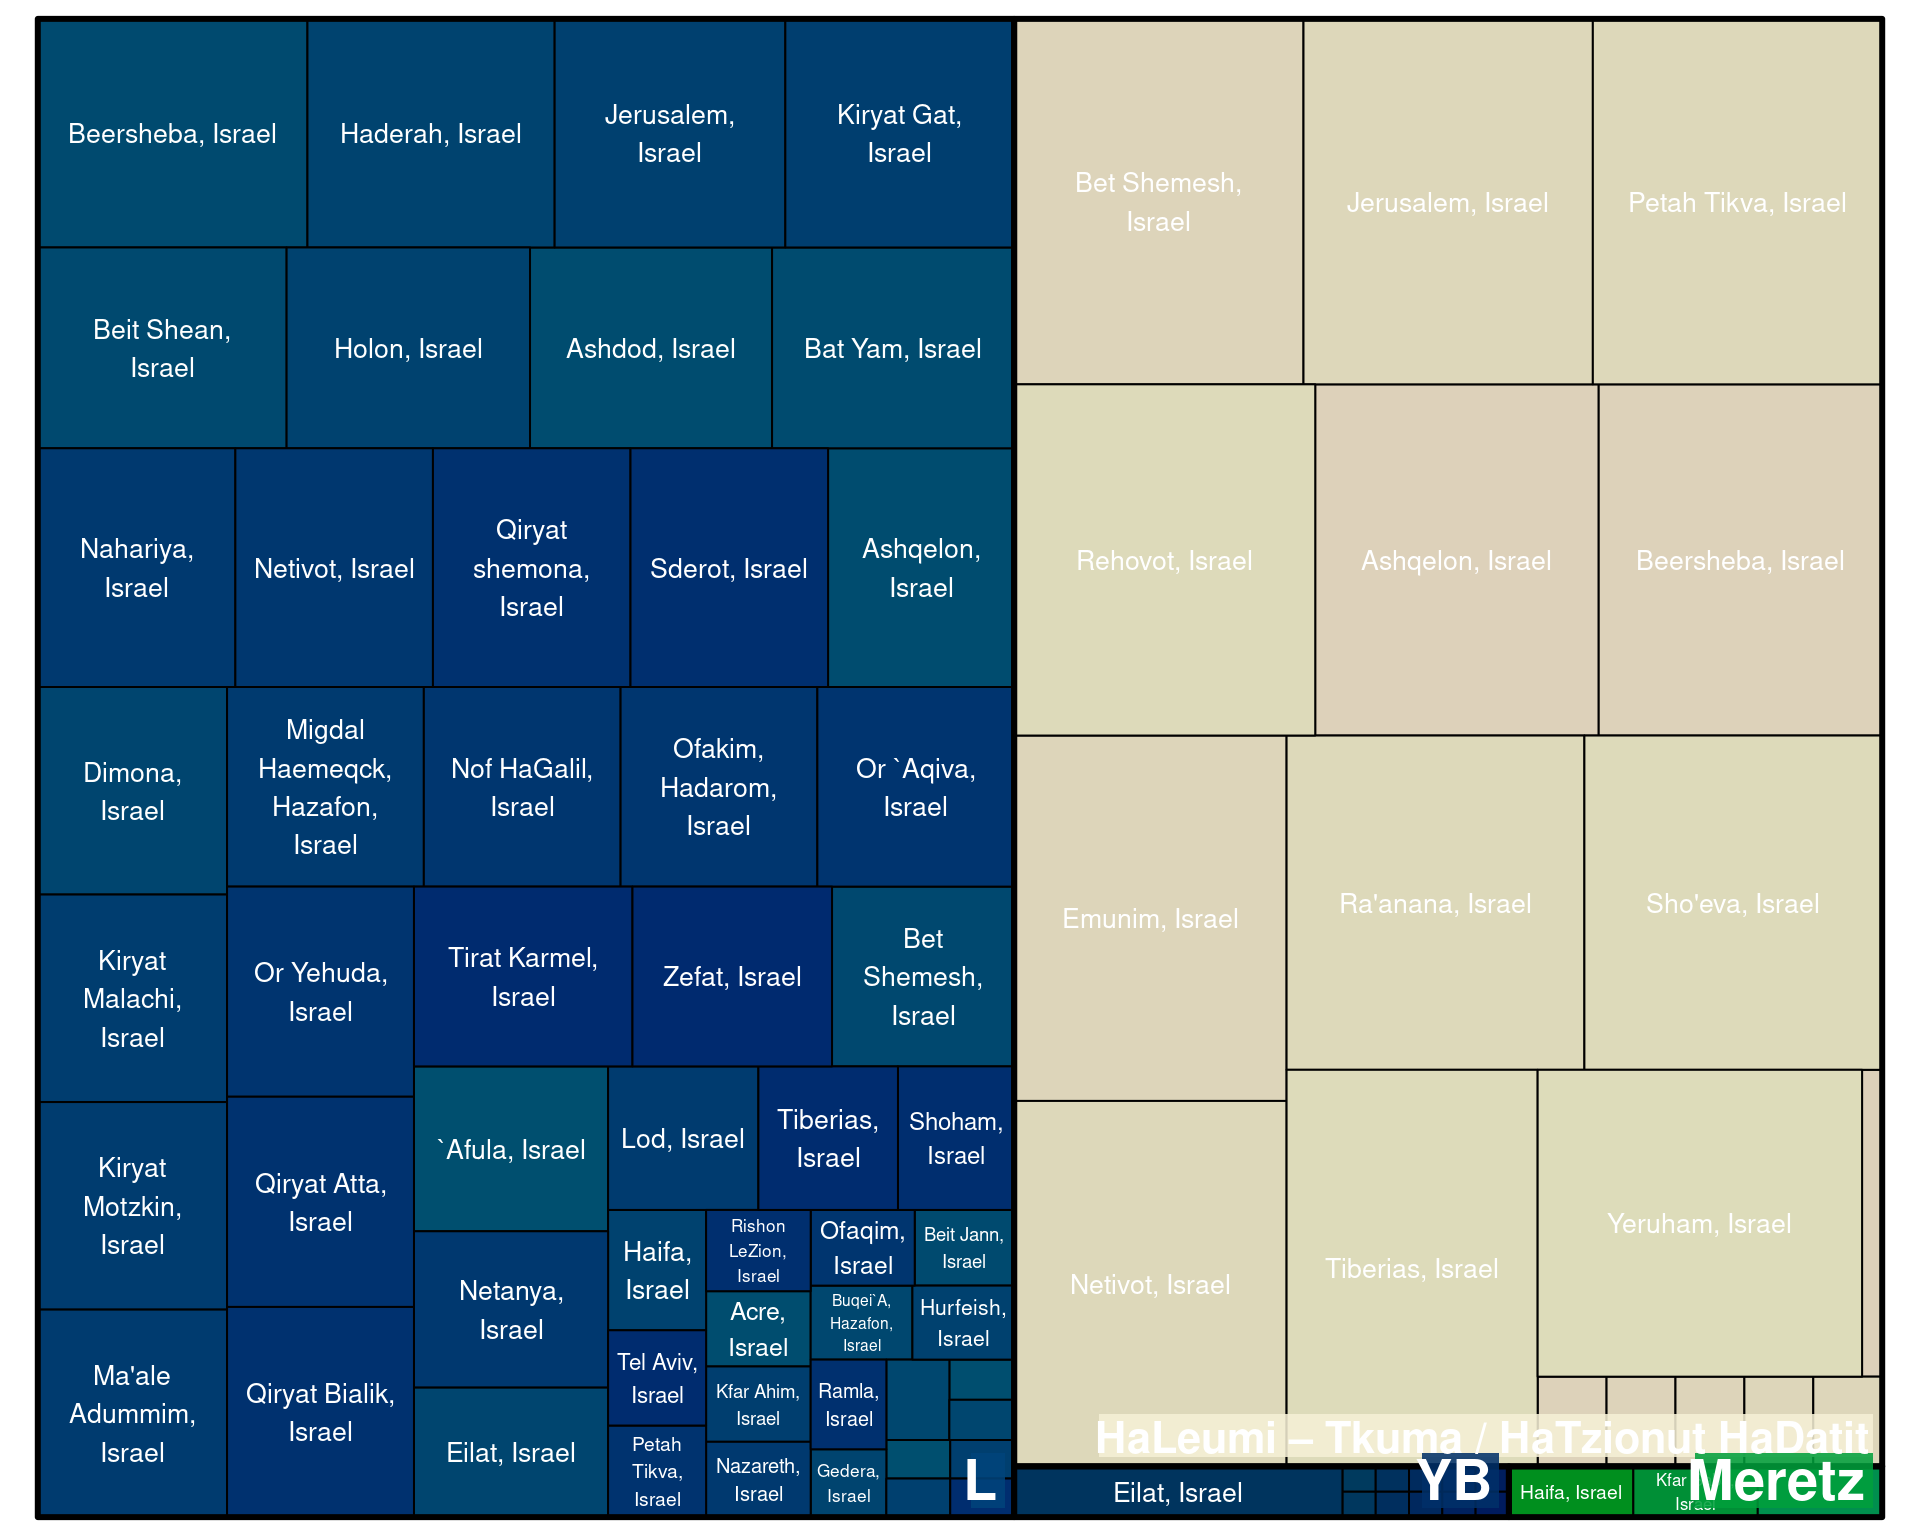 Beersheba, Israel
Haderah, Israel
Jerusalem,
Israel
Kiryat Gat,
Israel
Beit Shean,
Israel
Holon, Israel
Ashdod, Israel
Bat Yam, Israel
Nahariya,
Israel
Netivot, Israel
Qiryat
shemona,
Israel
Sderot, Israel
Ashqelon,
Israel
Dimona,
Israel
Migdal
Haemeqck,
Hazafon,
Israel
Nof HaGalil,
Israel
Ofakim,
Hadarom,
Israel
Or `Aqiva,
Israel
Kiryat
Malachi,
Israel
Or Yehuda,
Israel
Tirat Karmel,
Israel
Zefat, Israel
Bet
Shemesh,
Israel
Kiryat
Motzkin,
Israel
Qiryat Atta,
Israel
`Afula, Israel
Lod, Israel
Tiberias,
Israel
Shoham,
Israel
Ma'ale
Adummim,
Israel
Qiryat Bialik,
Israel
Netanya,
Israel
Eilat, Israel
Haifa,
Israel
Rishon
LeZion,
Israel
Ofaqim,
Israel
Beit Jann,
Israel
Acre,
Israel
Buqei`A,
Hazafon,
Israel
Hurfeish,
Israel
Tel Aviv,
Israel
Kfar Ahim,
Israel
Ramla,
Israel
Petah
Tikva,
Israel
Nazareth,
Israel
Gedera,
Israel
L
Bet Shemesh,
Israel
Jerusalem, Israel
Petah Tikva, Israel
Rehovot, Israel
Ashqelon, Israel
Beersheba, Israel
Emunim, Israel
Ra'anana, Israel
Sho'eva, Israel
Netivot, Israel
Tiberias, Israel
Yeruham, Israel
HaLeumi – Tkuma / HaTzionut HaDatit
Eilat, Israel
YB
Haifa, Israel
Kfar
Israel
Meretz